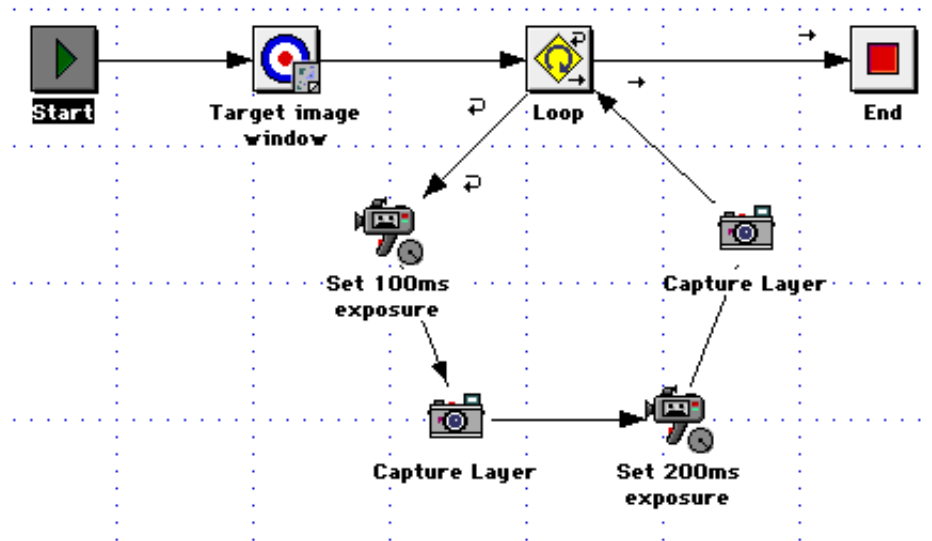 Start
Target image
window
Loop
End
Set 100ms
exposure
Capture Layer
Capture Layer
Set 200ms
exposure